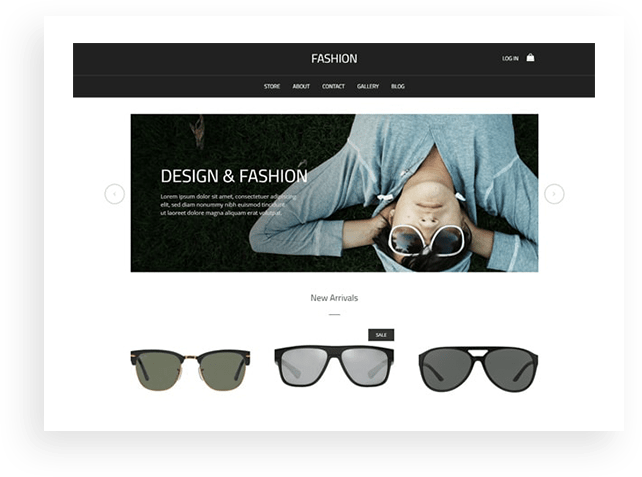 FASHION
LOG IN
STORE ABOUT CONTACT GALLERY BLOG
DESIGN & FASHION
Lorem ipsum dolor sit amet, consectetuer adipiscing
elit, sed diam nonummy nibh euismod tincidunt
ut laoreet dolore magna aliquam erat volutpat.
New Arrivals
SALE